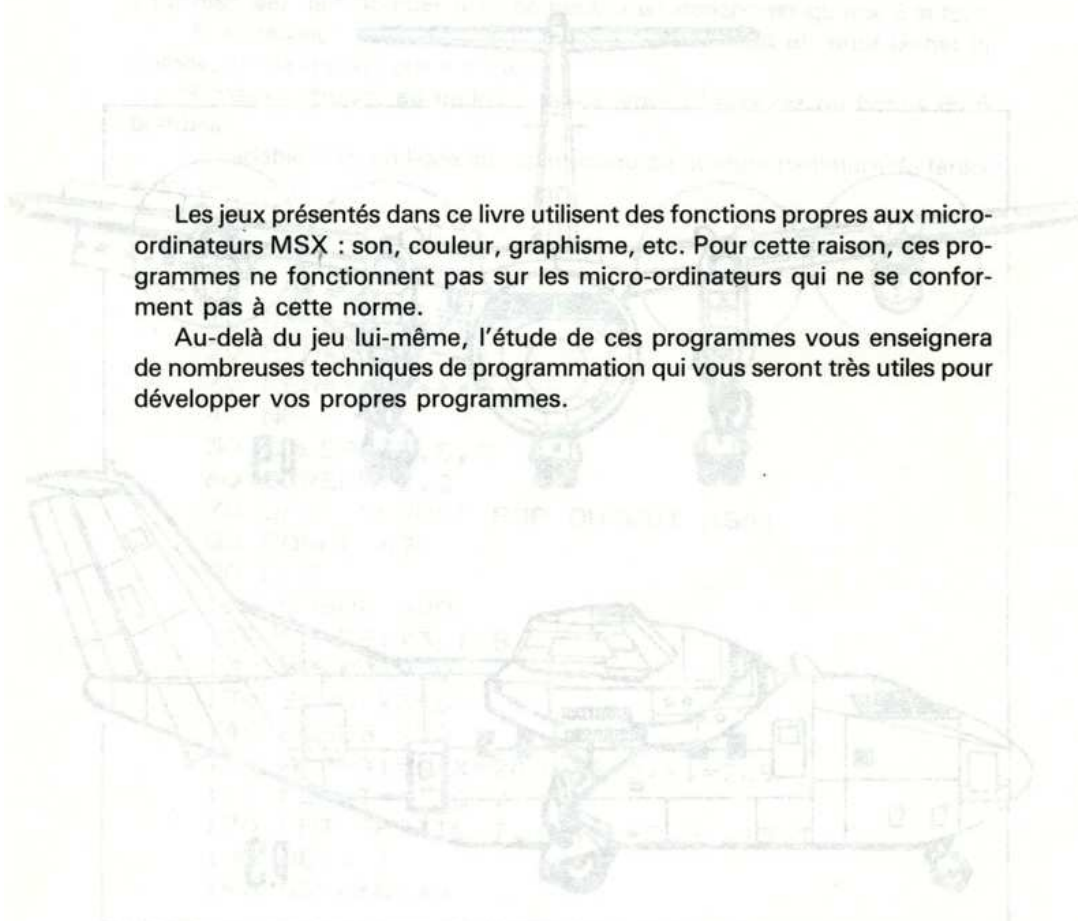 Les jeux présentés dans ce livre utilisent des fonctions propres aux micro-
ordinateurs MSX : son, couleur, graphisme, etc. Pour cette raison, ces pro-
grammes ne fonctionnent pas sur les micro-ordinateurs qui ne se confor-
ment pas à cette norme.
Au-delà du jeu lui-même, l'étude de ces programmes vous enseignera
de nombreuses techniques de programmation qui vous seront très utiles pour
développer vos propres programmes.